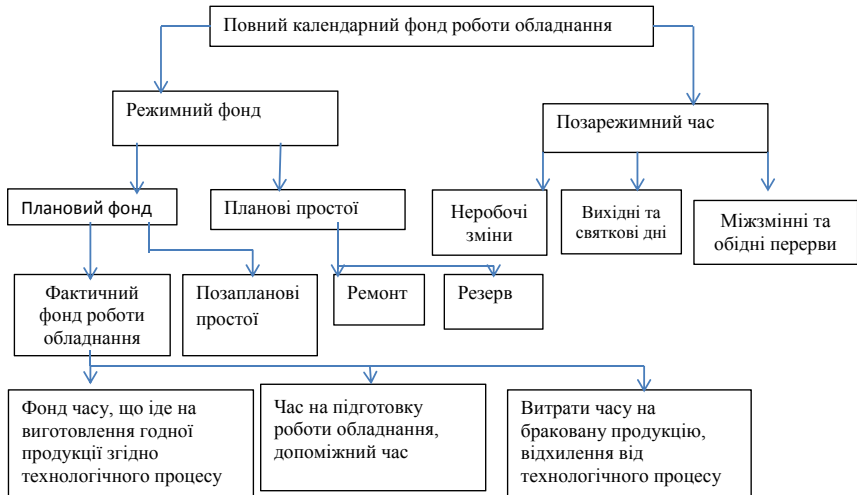 Повний календарний фонд роботи обладнання
Режимний фонд
Позарежимний час
Плановий фонд
Планові простої
Неробочі
зміни
Вихідні та
святкові дні
Міжзмінні та
обідні перерви
Фактичний
фонд роботи
обладнання
Позапланові
простої
Ремонт
Резерв
Фонд часу, що іде на
виготовлення годної
продукції згідно
технологічного процесу
Час на підготовку
роботи обладнання,
допоміжний час
Витрати часу на
браковану продукцію,
відхилення від
технологічного процесу